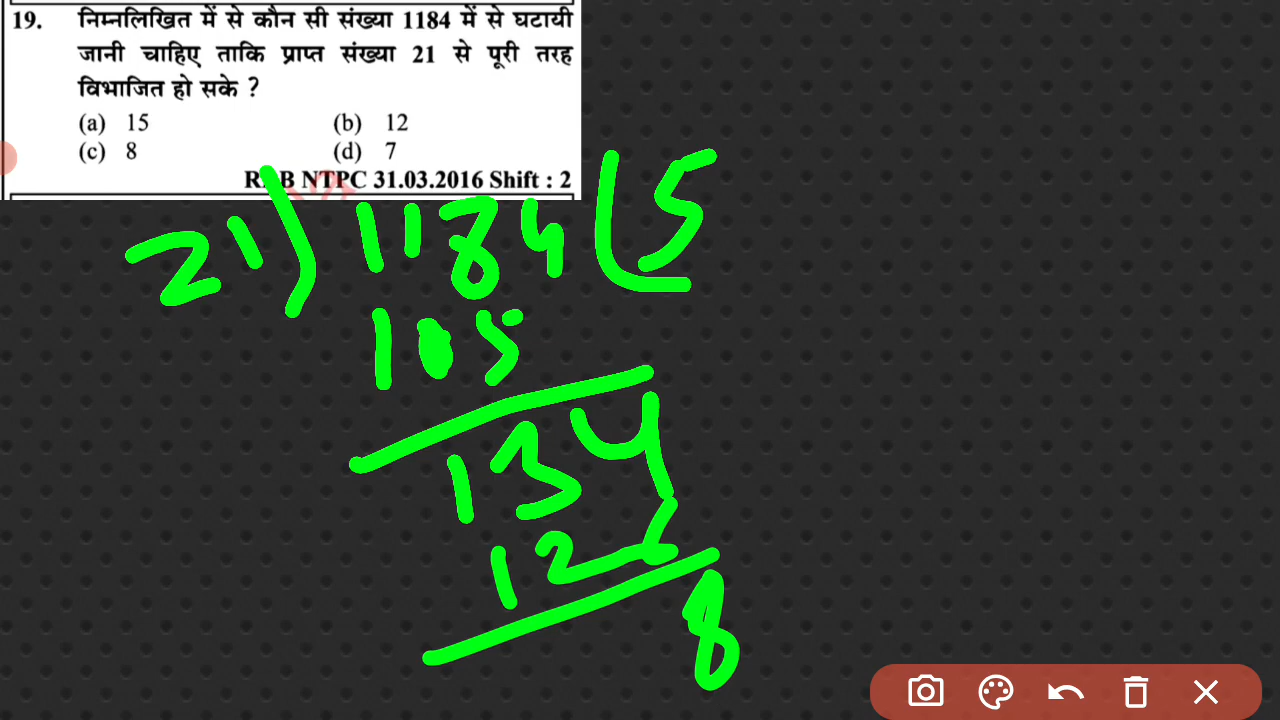 19. निम्नलिखित में से कौन सी संख्या 1184 में से घटायी
जानी चाहिए ताकि प्राप्त संख्या 21 से पूरी तरह
विभाजित हो सके ?
(a) 15 (b) 12
(c) 8 (d) 7
RRB NTPC 31.03.2016 Shift : 2
21) 1184 (5
105
134
126
8